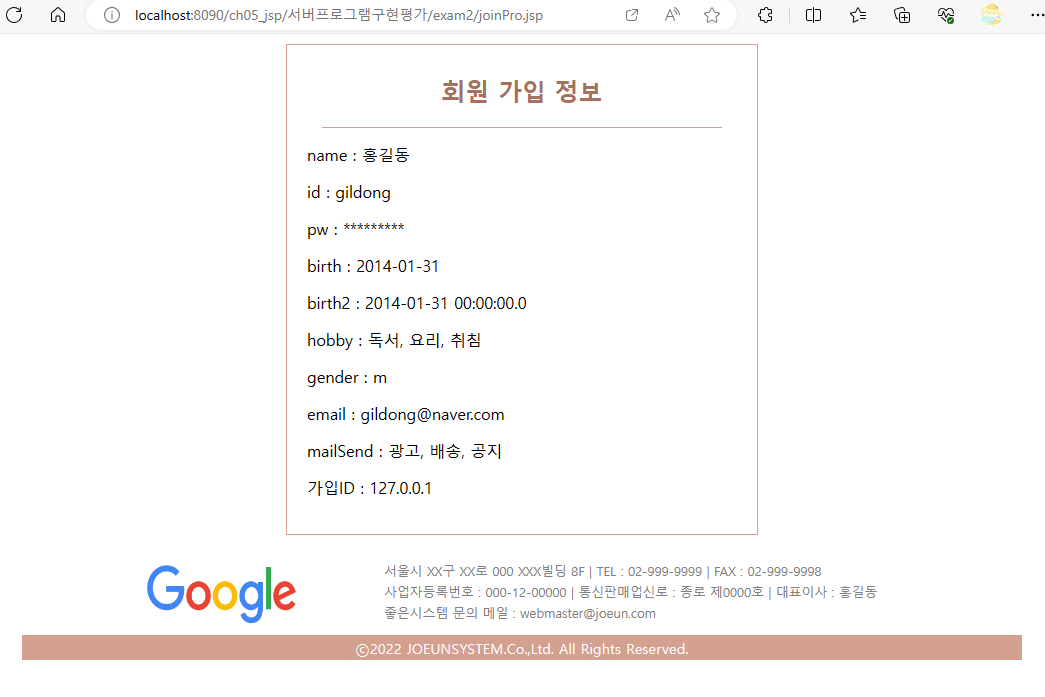 localhost:8090/ch05_jsp/서버프로그램구현평가/exam2/joinPro.jsp
회원 가입 정보
name : 홍길동
id : gildong
pw : *********
birth : 2014-01-31
birth2 : 2014-01-31 00:00:00.0
hobby : 독서, 요리, 취침
gender : m
email : gildong@naver.com
mailSend : 광고, 배송, 공지
가입ID : 127.0.0.1
Google
서울시 XX구 XX로 000 XXX빌딩 8F | TEL : 02-999-9999 | FAX : 02-999-9998
사업자등록번호 : 000-12-00000 | 통신판매업신로 : 종로 제0000호 | 대표이사 : 홍길동
좋은시스템 문의 메일 : webmaster@joeun.com
©2022 JOEUNSYSTEM.Co.,Ltd. All Rights Reserved.